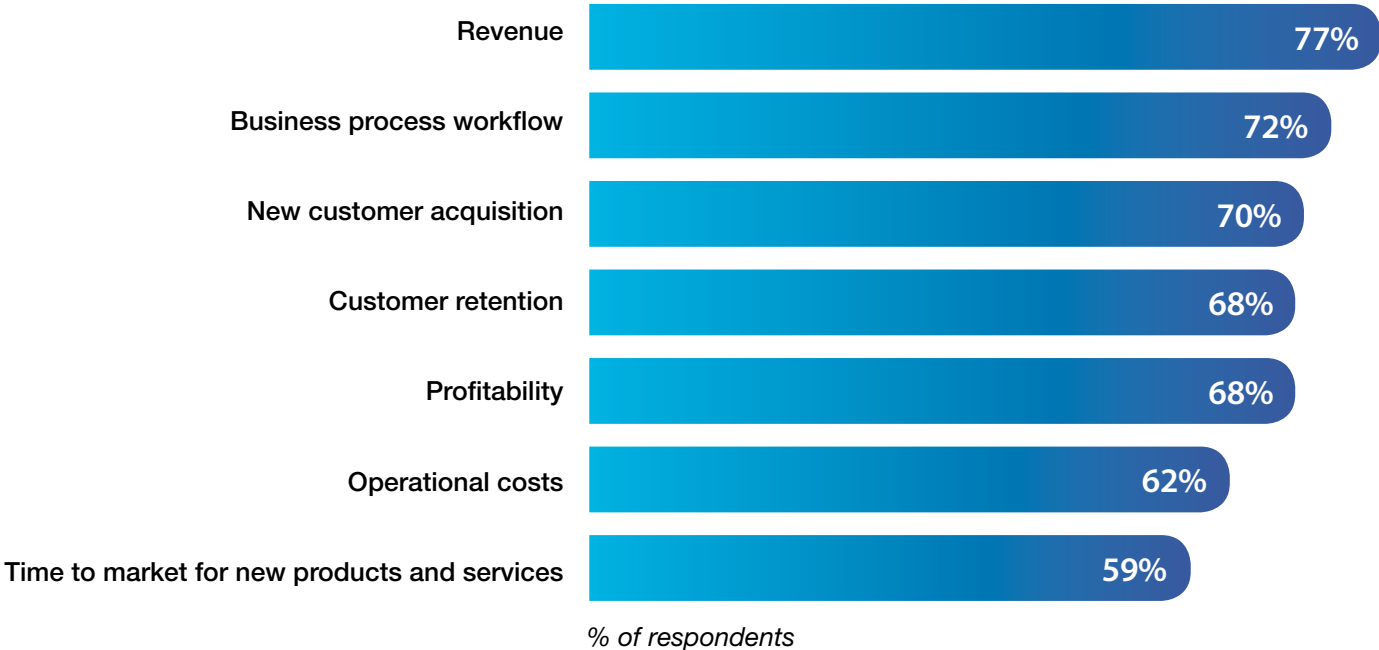 Revenue 77%
Business process workflow 72%
New customer acquisition 70%
Customer retention 68%
Profitability 68%
Operational costs 62%
Time to market for new products and services 59%
% of respondents